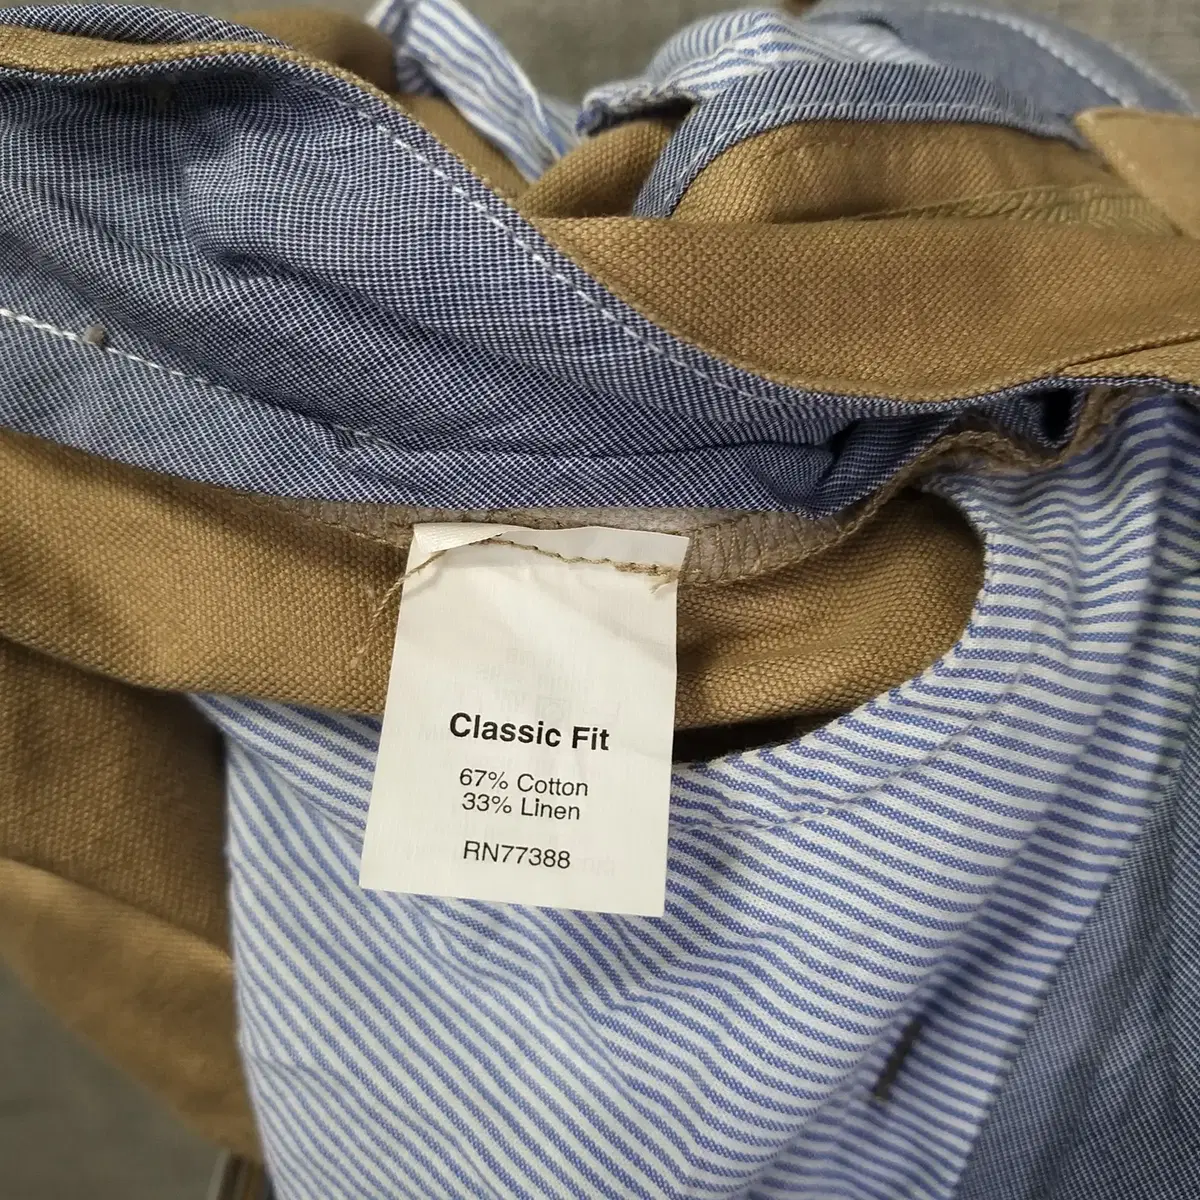 Classic Fit
67% Cotton
33% Linen
RN77388